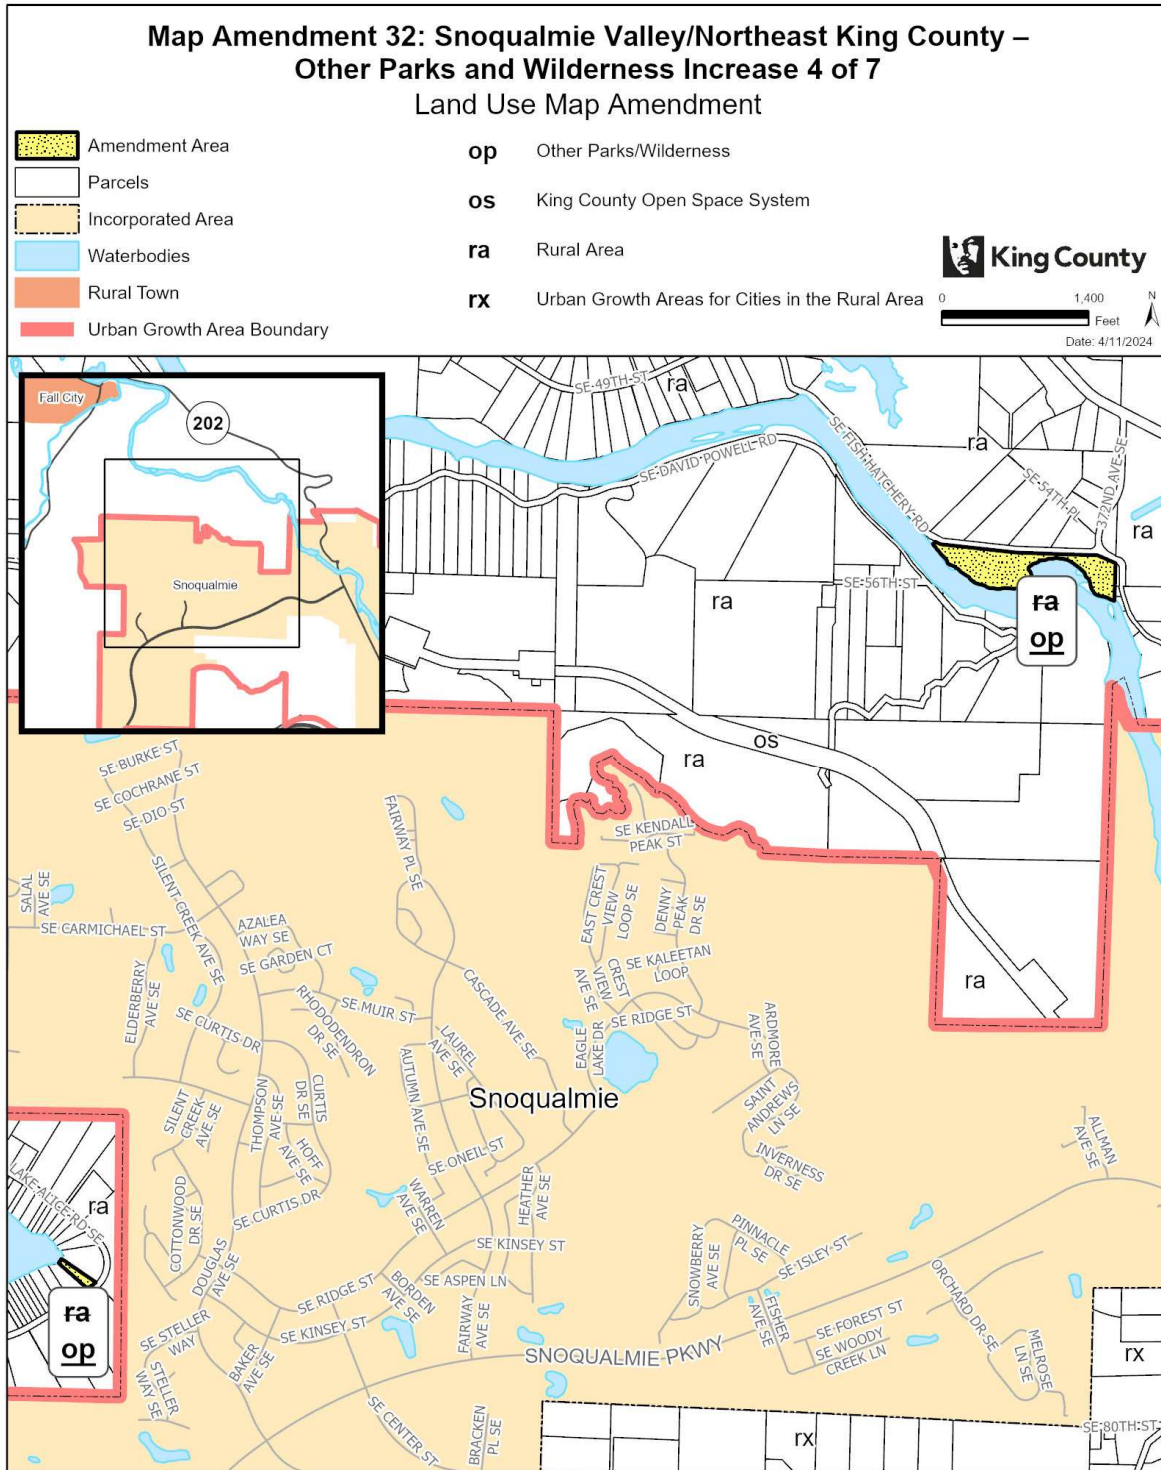 Map Amendment 32: Snoqualmie Valley/Northeast King County –
Other Parks and Wilderness Increase 4 of 7
Land Use Map Amendment
Amendment Area
Parcels
Incorporated Area
Waterbodies
Rural Town
Urban Growth Area Boundary
op Other Parks/Wilderness
os King County Open Space System
ra Rural Area
rx Urban Growth Areas for Cities in the Rural Area
King County
0 1,400
Feet
N
Date: 4/11/2024
Fall City
202
Snoqualmie
SE 49TH ST
ra
SE DAVID POWELL RD
SE FISH HATCHERY RD
ra
SE 54TH PL
372ND AVE SE
ra
SE 56TH ST
ra
ra
op
os
ra
ra
SE BURKE ST
SE COCHRANE ST
SE DIO ST
FAIRWAY PL SE
SE KENDALL
PEAK ST
SALAL
AVE SE
SE CARMICHAEL ST
SILENT CREEK AVE SE
AZALEA
WAY SE
SE GARDEN CT
EAST CREST
VIEW
LOOP SE
DENNY
PEAK
DR SE
SE KALEETAN
LOOP
ELDERBERRY
AVE SE
SE CURTIS DR
RHODODENDRON
DR SE
SE MUIR ST
CASCADE AVE SE
CREST
VIEW
AVE SE
SE RIDGE ST
EAGLE
LAKE DR
ARDMORE
AVE SE
LAUREL
AVE SE
AUTUMN AVE SE
Snoqualmie
SAINT
ANDREWS
LN SE
SILENT
CREEK
AVE SE
THOMPSON
AVE SE
CURTIS
DR SE
HOFF
AVE SE
SE ONEIL ST
INVERNESS
DR SE
ALLMAN
AVE SE
LAKE ALICE RD SE
ra
COTTONWOOD
DR SE
SE CURTIS DR
WARREN
AVE SE
HEATHER
AVE SE
SE KINSEY ST
DOUGLAS
AVE SE
SE RIDGE ST
BORDEN
AVE SE
SE ASPEN LN
SNOWBERRY
AVE SE
PINNACLE
PL SE
SE ISLEY ST
ORCHARD DR SE
ra
op
SE STELLER
WAY
SE KINSEY ST
FAIRWAY
AVE SE
FISHER
AVE SE
SE FOREST ST
SE WOODY
CREEK LN
MELROSE
LN SE
rx
STELLER
WAY SE
BAKER
AVE SE
SNOQUALMIE PKWY
SE CENTER ST
BRACKEN
PL SE
rx
SE 80TH ST